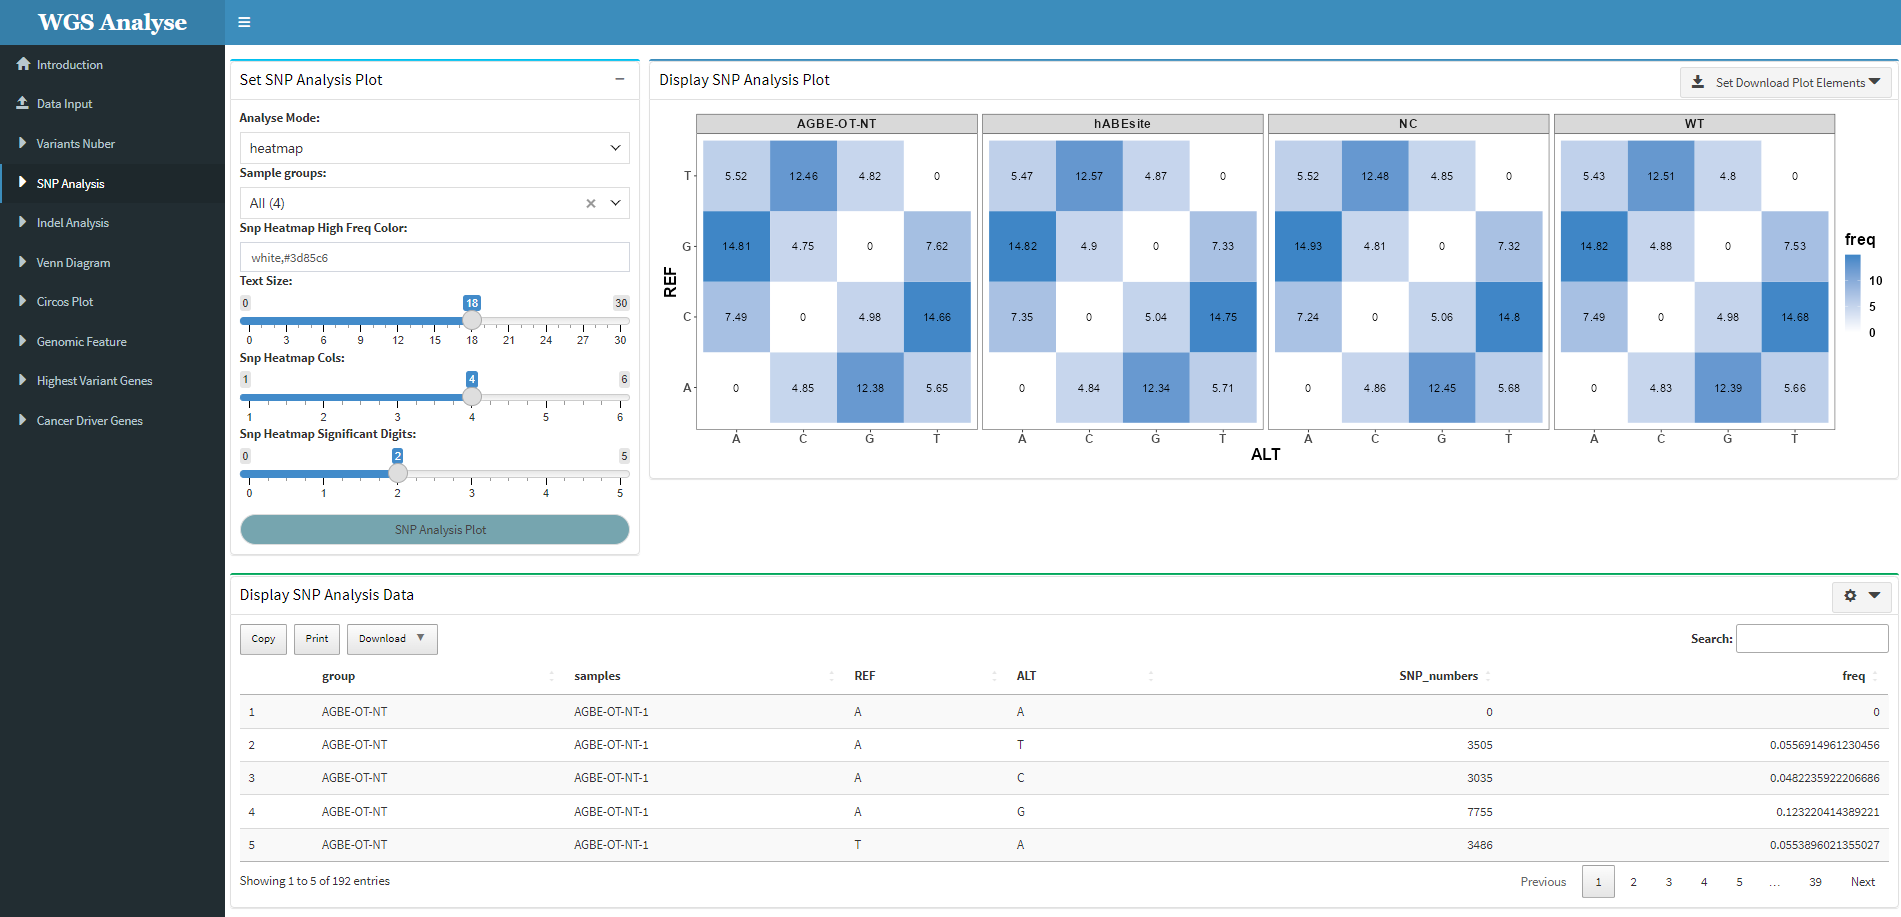 WGS Analyse
Introduction
Data Input
Variants Nuber
SNP Analysis
Indel Analysis
Venn Diagram
Circos Plot
Genomic Feature
Highest Variant Genes
Cancer Driver Genes
Set SNP Analysis Plot
Analyse Mode:
heatmap
Sample groups:
All (4)
Snp Heatmap High Freq Color:
white,#3d85c6
Text Size:
0 18 30
0 3 6 9 12 15 18 21 24 27 30
Snp Heatmap Cols:
1 4 6
1 2 3 4 5 6
Snp Heatmap Significant Digits:
0 2 5
0 1 2 3 4 5
SNP Analysis Plot
Display SNP Analysis Plot
Set Download Plot Elements
AGBE-OT-NT hABEsite NC WT
T 5.52 12.46 4.82 0 5.47 12.57 4.87 0 5.52 12.48 4.85 0 5.43 12.51 4.8 0
G 14.81 4.75 0 7.62 14.82 4.9 0 7.33 14.93 4.81 0 7.32 14.82 4.88 0 7.53
C 7.49 0 4.98 14.66 7.35 0 5.04 14.75 7.24 0 5.06 14.8 7.49 0 4.98 14.68
A 0 4.85 12.38 5.65 0 4.84 12.34 5.71 0 4.86 12.45 5.68 0 4.83 12.39 5.66
A C G T A C G T A C G T A C G T
REF
ALT
freq
10
5
0
Display SNP Analysis Data
Copy Print Download
Search:
group samples REF ALT SNP_numbers freq
1 AGBE-OT-NT AGBE-OT-NT-1 A A 0 0
2 AGBE-OT-NT AGBE-OT-NT-1 A T 3505 0.0556914961230456
3 AGBE-OT-NT AGBE-OT-NT-1 A C 3035 0.0482235922206686
4 AGBE-OT-NT AGBE-OT-NT-1 A G 7755 0.123220414389221
5 AGBE-OT-NT AGBE-OT-NT-1 T A 3486 0.0553896021355027
Showing 1 to 5 of 192 entries
Previous 1 2 3 4 5 … 39 Next